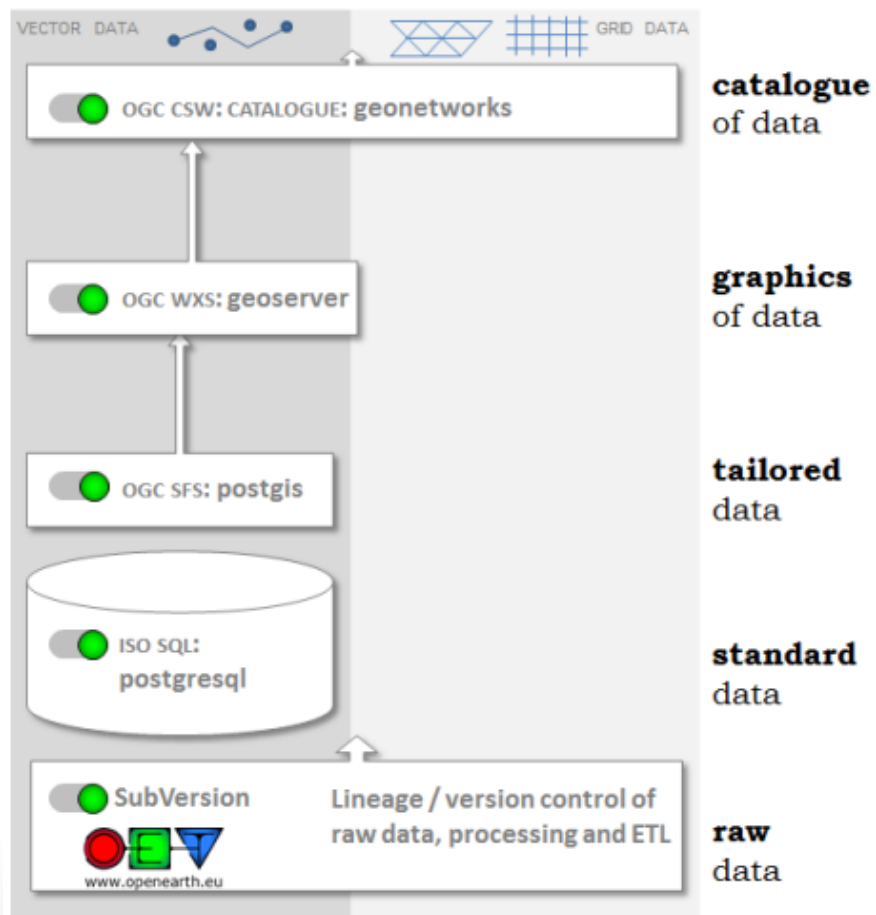 VECTOR DATA
GRID DATA
OGC CSW: CATALOGUE: geonetworks
catalogue
of data
OGC WXS: geoserver
graphics
of data
OGC SFS: postgis
tailored
data
ISO SQL:
postgresql
standard
data
SubVersion
Lineage / version control of
raw data, processing and ETL
OET
www.openearth.eu
raw
data